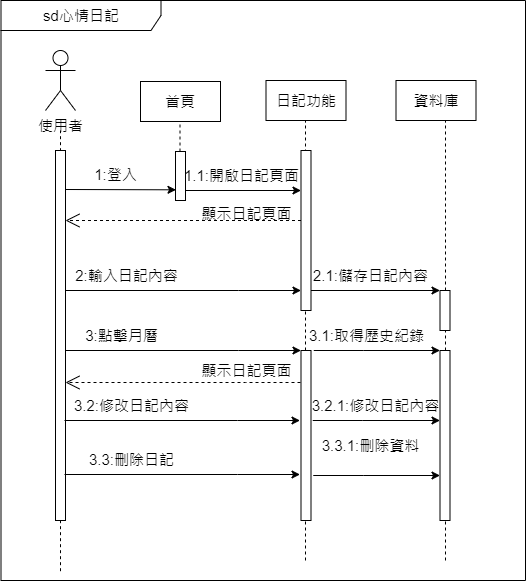 sd心情日記
使用者
首頁
日記功能
資料庫
1:登入
1.1:開啟日記頁面
顯示日記頁面
2:輸入日記內容
2.1:儲存日記內容
3:點擊月曆
3.1:取得歷史紀錄
顯示日記頁面
3.2:修改日記內容
3.2.1:修改日記內容
3.3:刪除日記
3.3.1:刪除資料